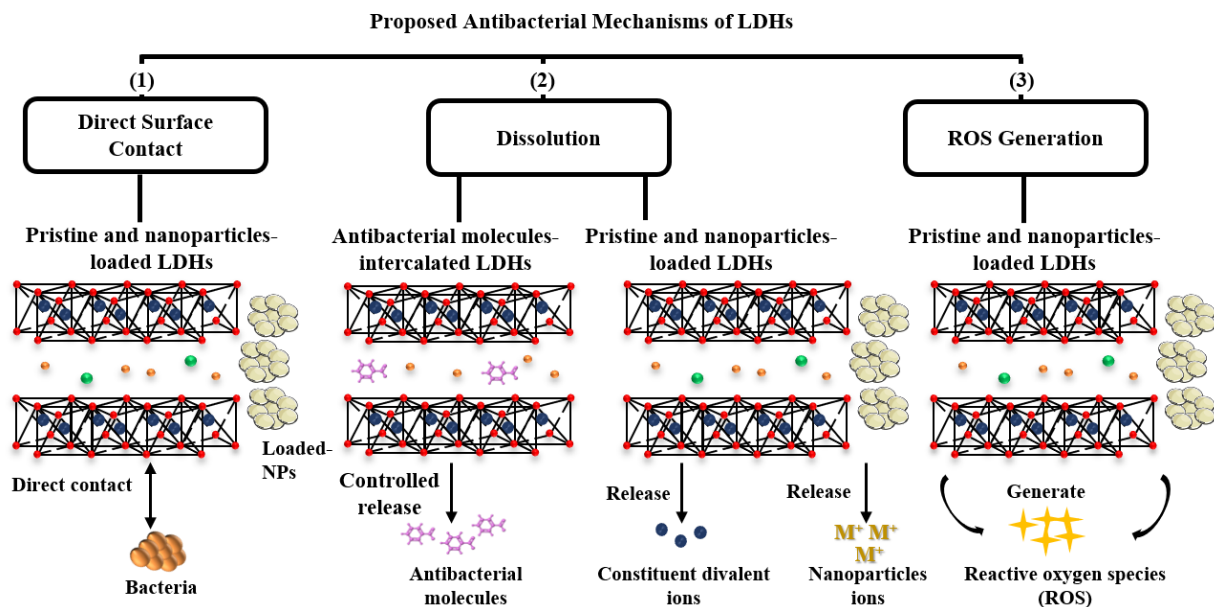 Proposed Antibacterial Mechanisms of LDHs
(1)
Direct Surface
Contact
Pristine and nanoparticles-
loaded LDHs
Loaded-
NPs
Direct contact
Bacteria
(2)
Dissolution
Antibacterial molecules-
intercalated LDHs
Controlled
release
Antibacterial
molecules
Pristine and nanoparticles-
loaded LDHs
Release
Constituent divalent
ions
Release
M⁺ M⁺
M⁺
Nanoparticles
ions
(3)
ROS Generation
Pristine and nanoparticles-
loaded LDHs
Generate
Reactive oxygen species
(ROS)